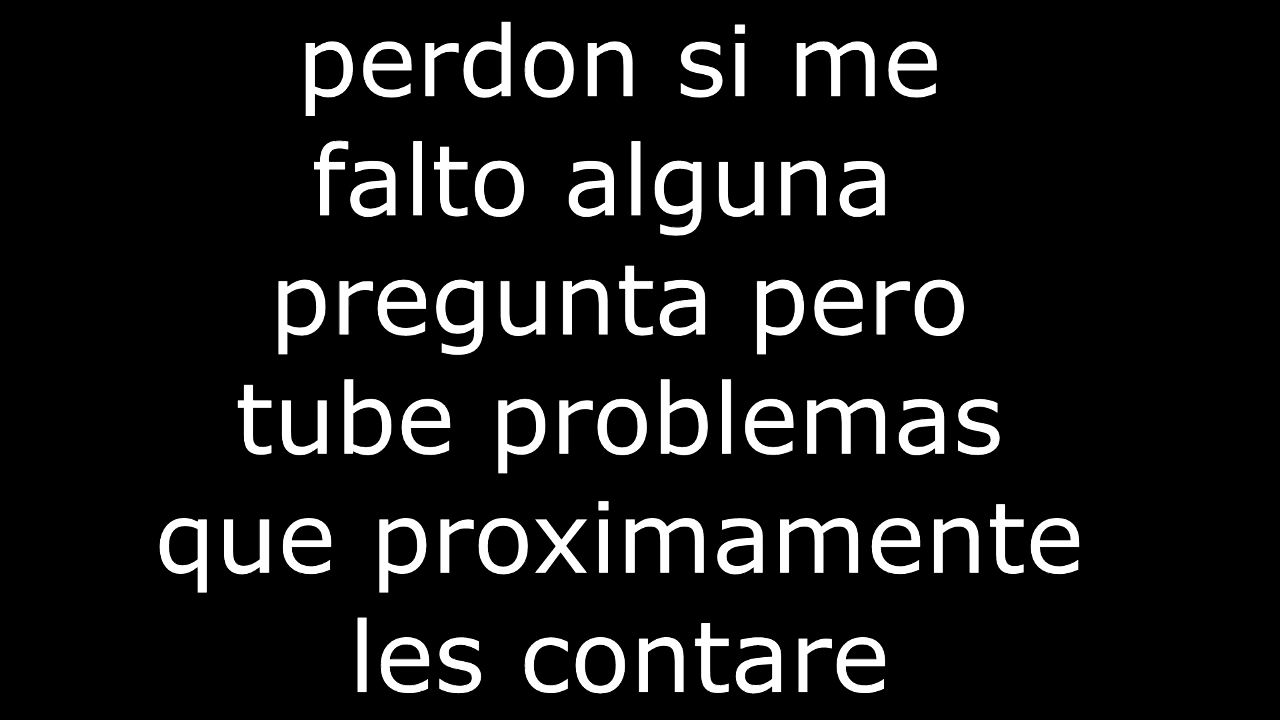 perdon si me
falto alguna
pregunta pero
tube problemas
que proximamente
les contare